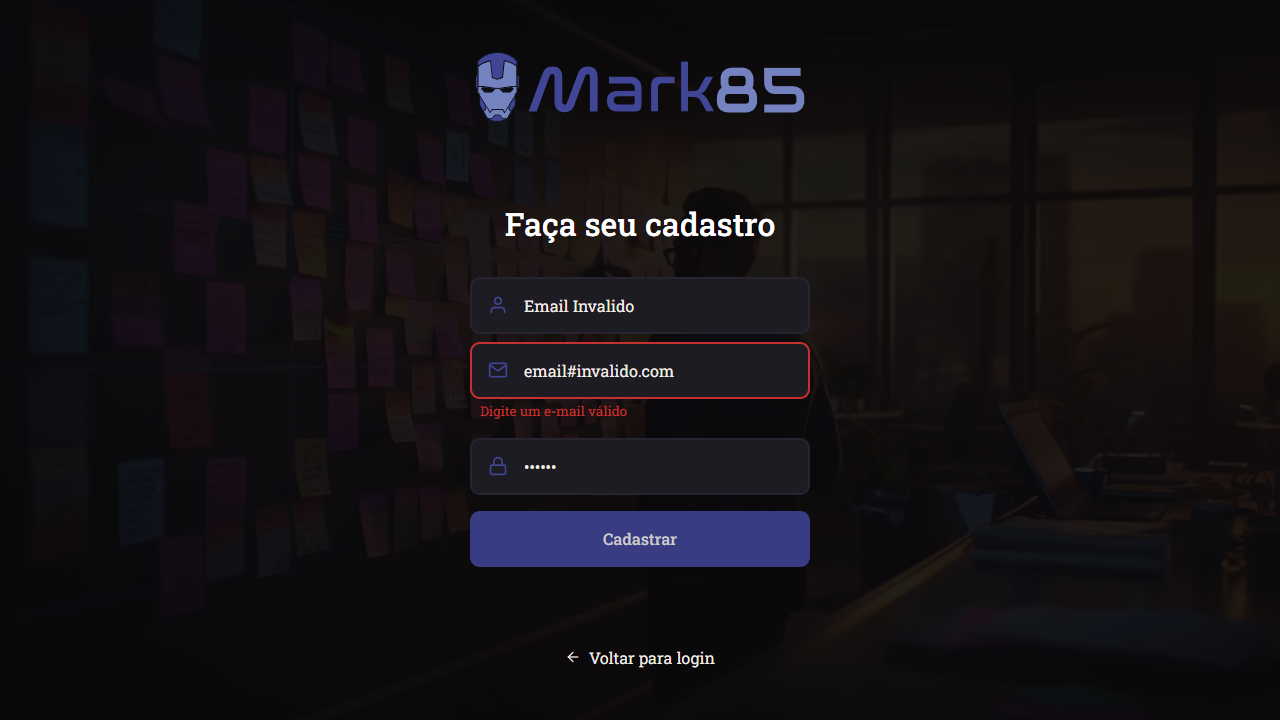 Mark85
Faça seu cadastro
Email Invalido
email#invalido.com
Digite um e-mail válido
••••••
Cadastrar
Voltar para login